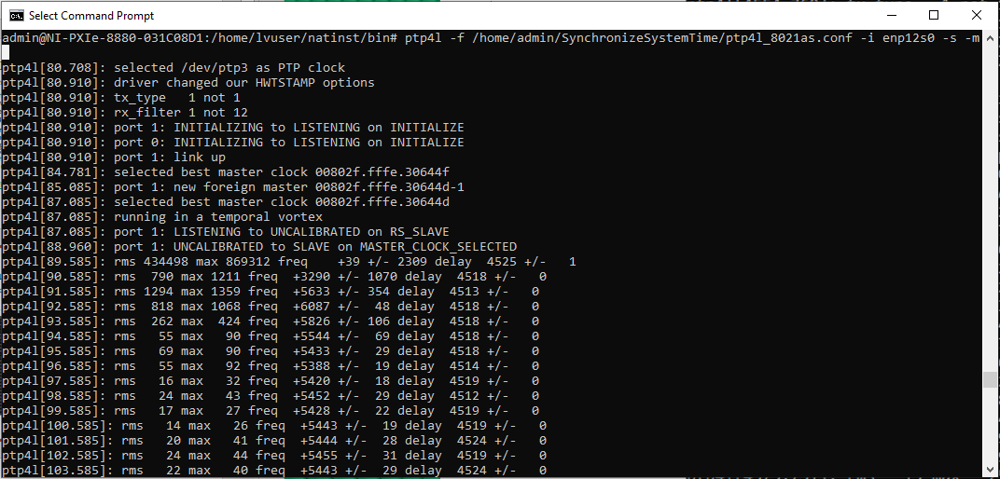 Select Command Prompt
admin@NI-PXIe-8880-031C08D1:/home/lvuser/natinst/bin# ptp4l -f /home/admin/SynchronizeSystemTime/ptp4l_8021as.conf -i enp12s0 -s -m
ptp4l[80.708]: selected /dev/ptp3 as PTP clock
ptp4l[80.910]: driver changed our HWTSTAMP options
ptp4l[80.910]: tx_type   1 not 1
ptp4l[80.910]: rx_filter 1 not 12
ptp4l[80.910]: port 1: INITIALIZING to LISTENING on INITIALIZE
ptp4l[80.910]: port 0: INITIALIZING to LISTENING on INITIALIZE
ptp4l[80.910]: port 1: link up
ptp4l[84.781]: selected best master clock 00802f.fffe.30644f
ptp4l[85.085]: port 1: new foreign master 00802f.fffe.30644d-1
ptp4l[87.085]: selected best master clock 00802f.fffe.30644d
ptp4l[87.085]: running in a temporal vortex
ptp4l[87.085]: port 1: LISTENING to UNCALIBRATED on RS_SLAVE
ptp4l[88.960]: port 1: UNCALIBRATED to SLAVE on MASTER_CLOCK_SELECTED
ptp4l[89.585]: rms 434498 max 869312 freq    +39 +/- 2309 delay  4525 +/-   1
ptp4l[90.585]: rms  790 max 1211 freq  +3290 +/- 1070 delay  4518 +/-   0
ptp4l[91.585]: rms 1294 max 1359 freq  +5633 +/- 354 delay  4513 +/-   0
ptp4l[92.585]: rms  818 max 1068 freq  +6087 +/-  48 delay  4518 +/-   0
ptp4l[93.585]: rms  262 max  424 freq  +5826 +/- 106 delay  4518 +/-   0
ptp4l[94.585]: rms   55 max   90 freq  +5544 +/-  69 delay  4518 +/-   0
ptp4l[95.585]: rms   69 max   90 freq  +5433 +/-  29 delay  4518 +/-   0
ptp4l[96.585]: rms   55 max   92 freq  +5388 +/-  19 delay  4514 +/-   0
ptp4l[97.585]: rms   16 max   32 freq  +5420 +/-  18 delay  4519 +/-   0
ptp4l[98.585]: rms   24 max   43 freq  +5452 +/-  29 delay  4512 +/-   0
ptp4l[99.585]: rms   17 max   27 freq  +5428 +/-  22 delay  4519 +/-   0
ptp4l[100.585]: rms   14 max   26 freq  +5443 +/-  19 delay  4519 +/-   0
ptp4l[101.585]: rms   20 max   41 freq  +5444 +/-  28 delay  4524 +/-   0
ptp4l[102.585]: rms   24 max   44 freq  +5455 +/-  31 delay  4519 +/-   0
ptp4l[103.585]: rms   22 max   40 freq  +5443 +/-  29 delay  4524 +/-   0